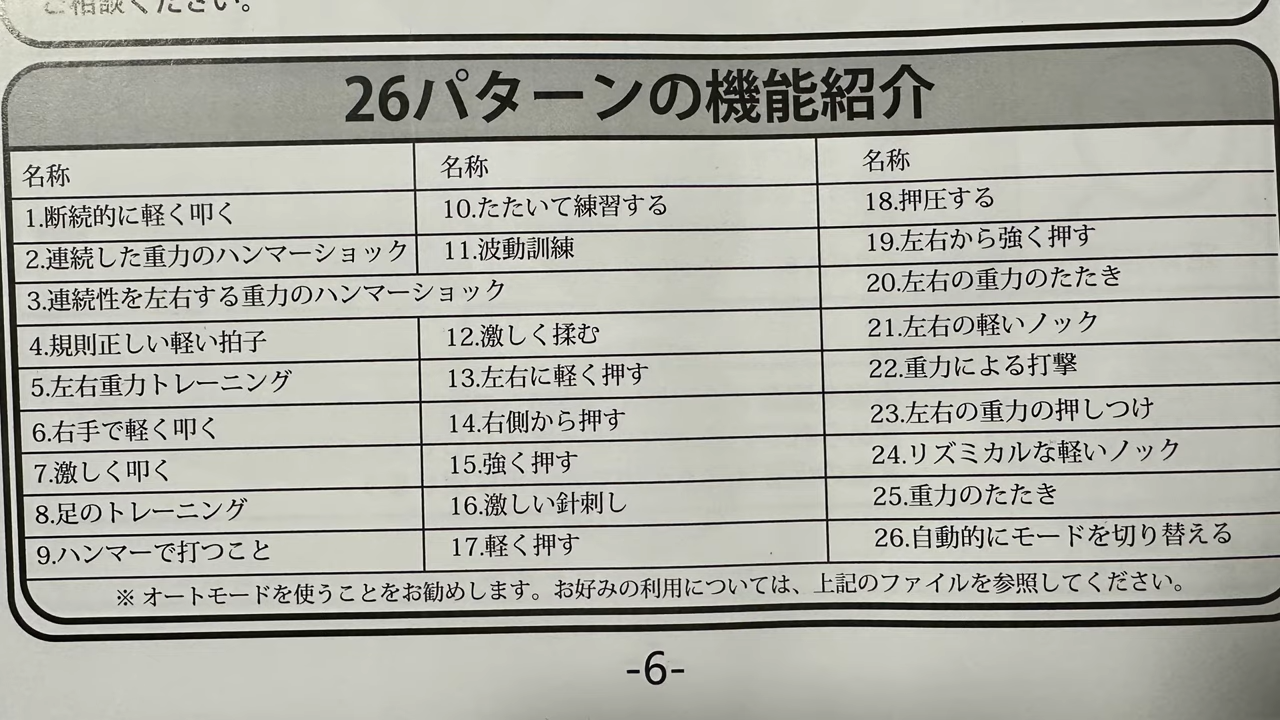 ご相談ください。
26パターンの機能紹介
名称 名称 名称
1.断続的に軽く叩く 10.たたいて練習する 18.押圧する
2.連続した重力のハンマーショック 11.波動訓練 19.左右から強く押す
3.連続性を左右する重力のハンマーショック 20.左右の重力のたたき
4.規則正しい軽い拍子 12.激しく揉む 21.左右の軽いノック
5.左右重力トレーニング 13.左右に軽く押す 22.重力による打撃
6.右手で軽く叩く 14.右側から押す 23.左右の重力の押しつけ
7.激しく叩く 15.強く押す 24.リズミカルな軽いノック
8.足のトレーニング 16.激しい針刺し 25.重力のたたき
9.ハンマーで打つこと 17.軽く押す 26.自動的にモードを切り替える
※ オートモードを使うことをお勧めします。お好みの利用については、上記のファイルを参照してください。
-6-